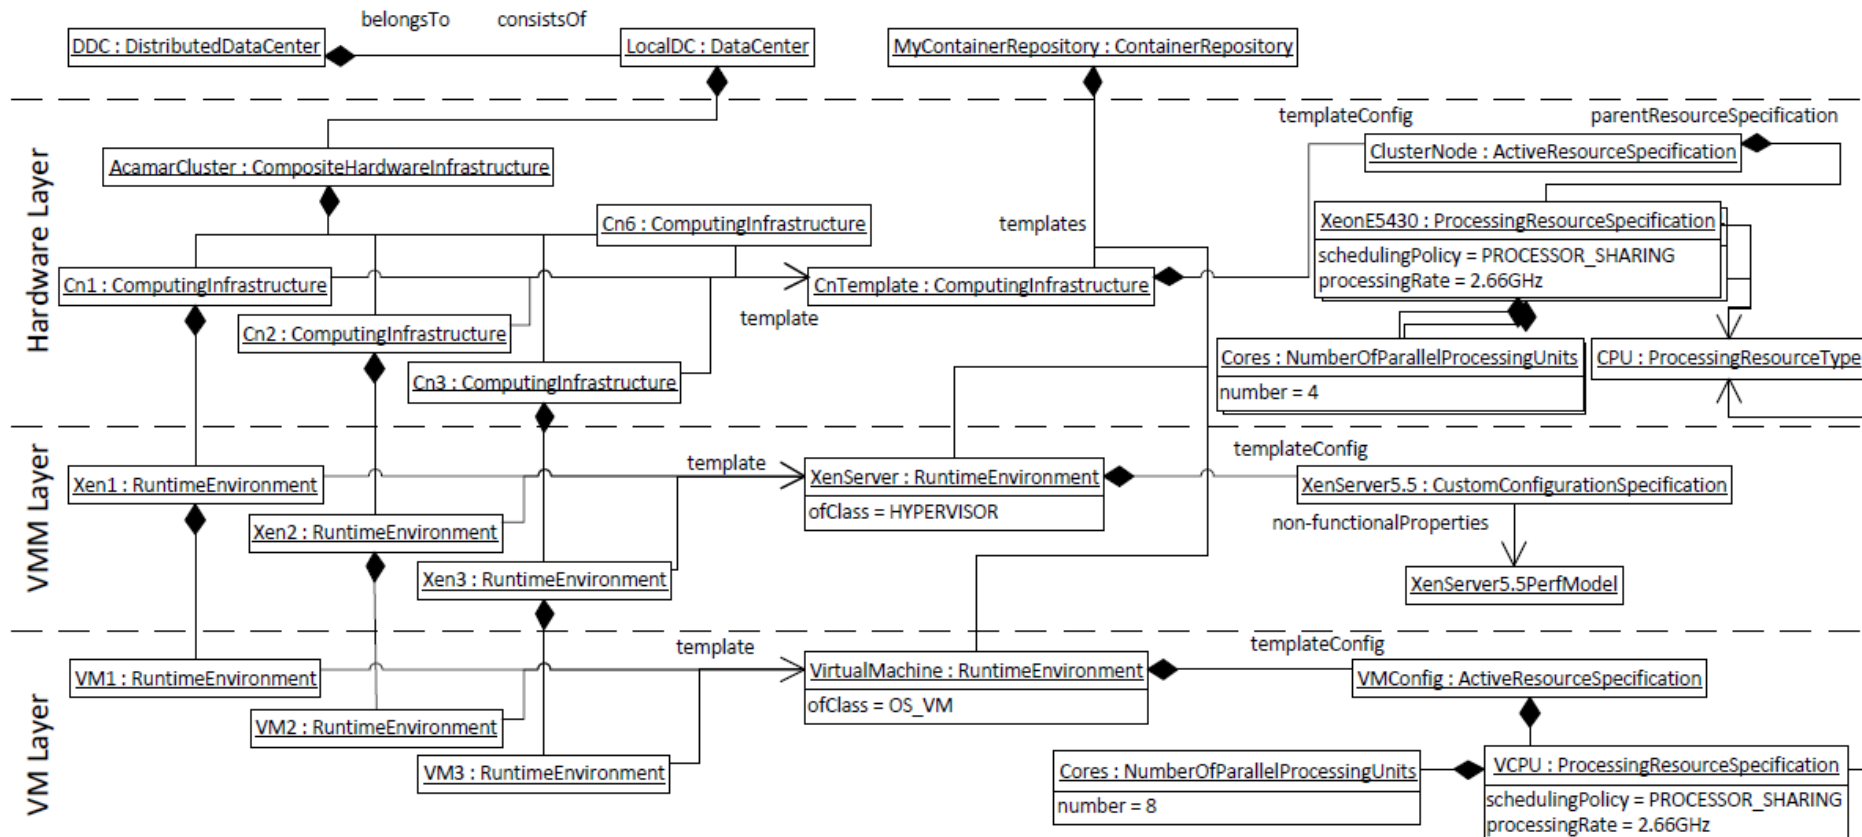 belongsTo
consistsOf
DDC : DistributedDataCenter
LocalDC : DataCenter
MyContainerRepository : ContainerRepository
Hardware Layer
templateConfig
parentResourceSpecification
AcamarCluster : CompositeHardwareInfrastructure
ClusterNode : ActiveResourceSpecification
Cn6 : ComputingInfrastructure
templates
XeonE5430 : ProcessingResourceSpecification
schedulingPolicy = PROCESSOR_SHARING
processingRate = 2.66GHz
Cn1 : ComputingInfrastructure
CnTemplate : ComputingInfrastructure
template
Cn2 : ComputingInfrastructure
Cn3 : ComputingInfrastructure
Cores : NumberOfParallelProcessingUnits
number = 4
CPU : ProcessingResourceType
VMM Layer
template
templateConfig
Xen1 : RuntimeEnvironment
XenServer : RuntimeEnvironment
ofClass = HYPERVISOR
XenServer5.5 : CustomConfigurationSpecification
non-functionalProperties
Xen2 : RuntimeEnvironment
Xen3 : RuntimeEnvironment
XenServer5.5PerfModel
VM Layer
template
templateConfig
VM1 : RuntimeEnvironment
VirtualMachine : RuntimeEnvironment
ofClass = OS_VM
VMConfig : ActiveResourceSpecification
VM2 : RuntimeEnvironment
VM3 : RuntimeEnvironment
Cores : NumberOfParallelProcessingUnits
number = 8
VCPU : ProcessingResourceSpecification
schedulingPolicy = PROCESSOR_SHARING
processingRate = 2.66GHz